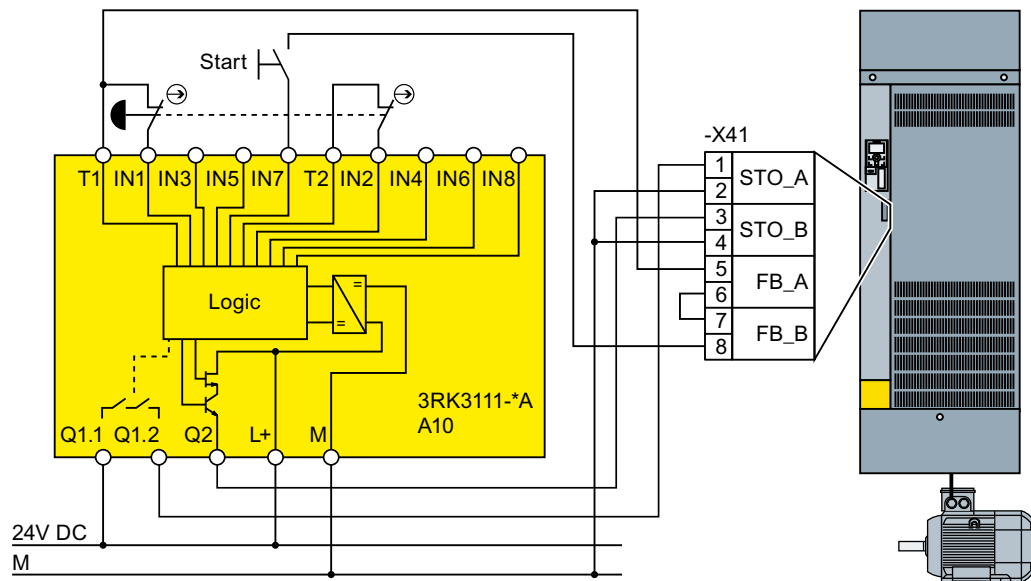 Start
-X41
T1 IN1 IN3 IN5 IN7 T2 IN2 IN4 IN6 IN8
1
2
STO_A
3
4
STO_B
5
6
FB_A
7
8
FB_B
Logic
=
=
3RK3111-*A
A10
Q1.1 Q1.2 Q2 L+ M
24V DC
M